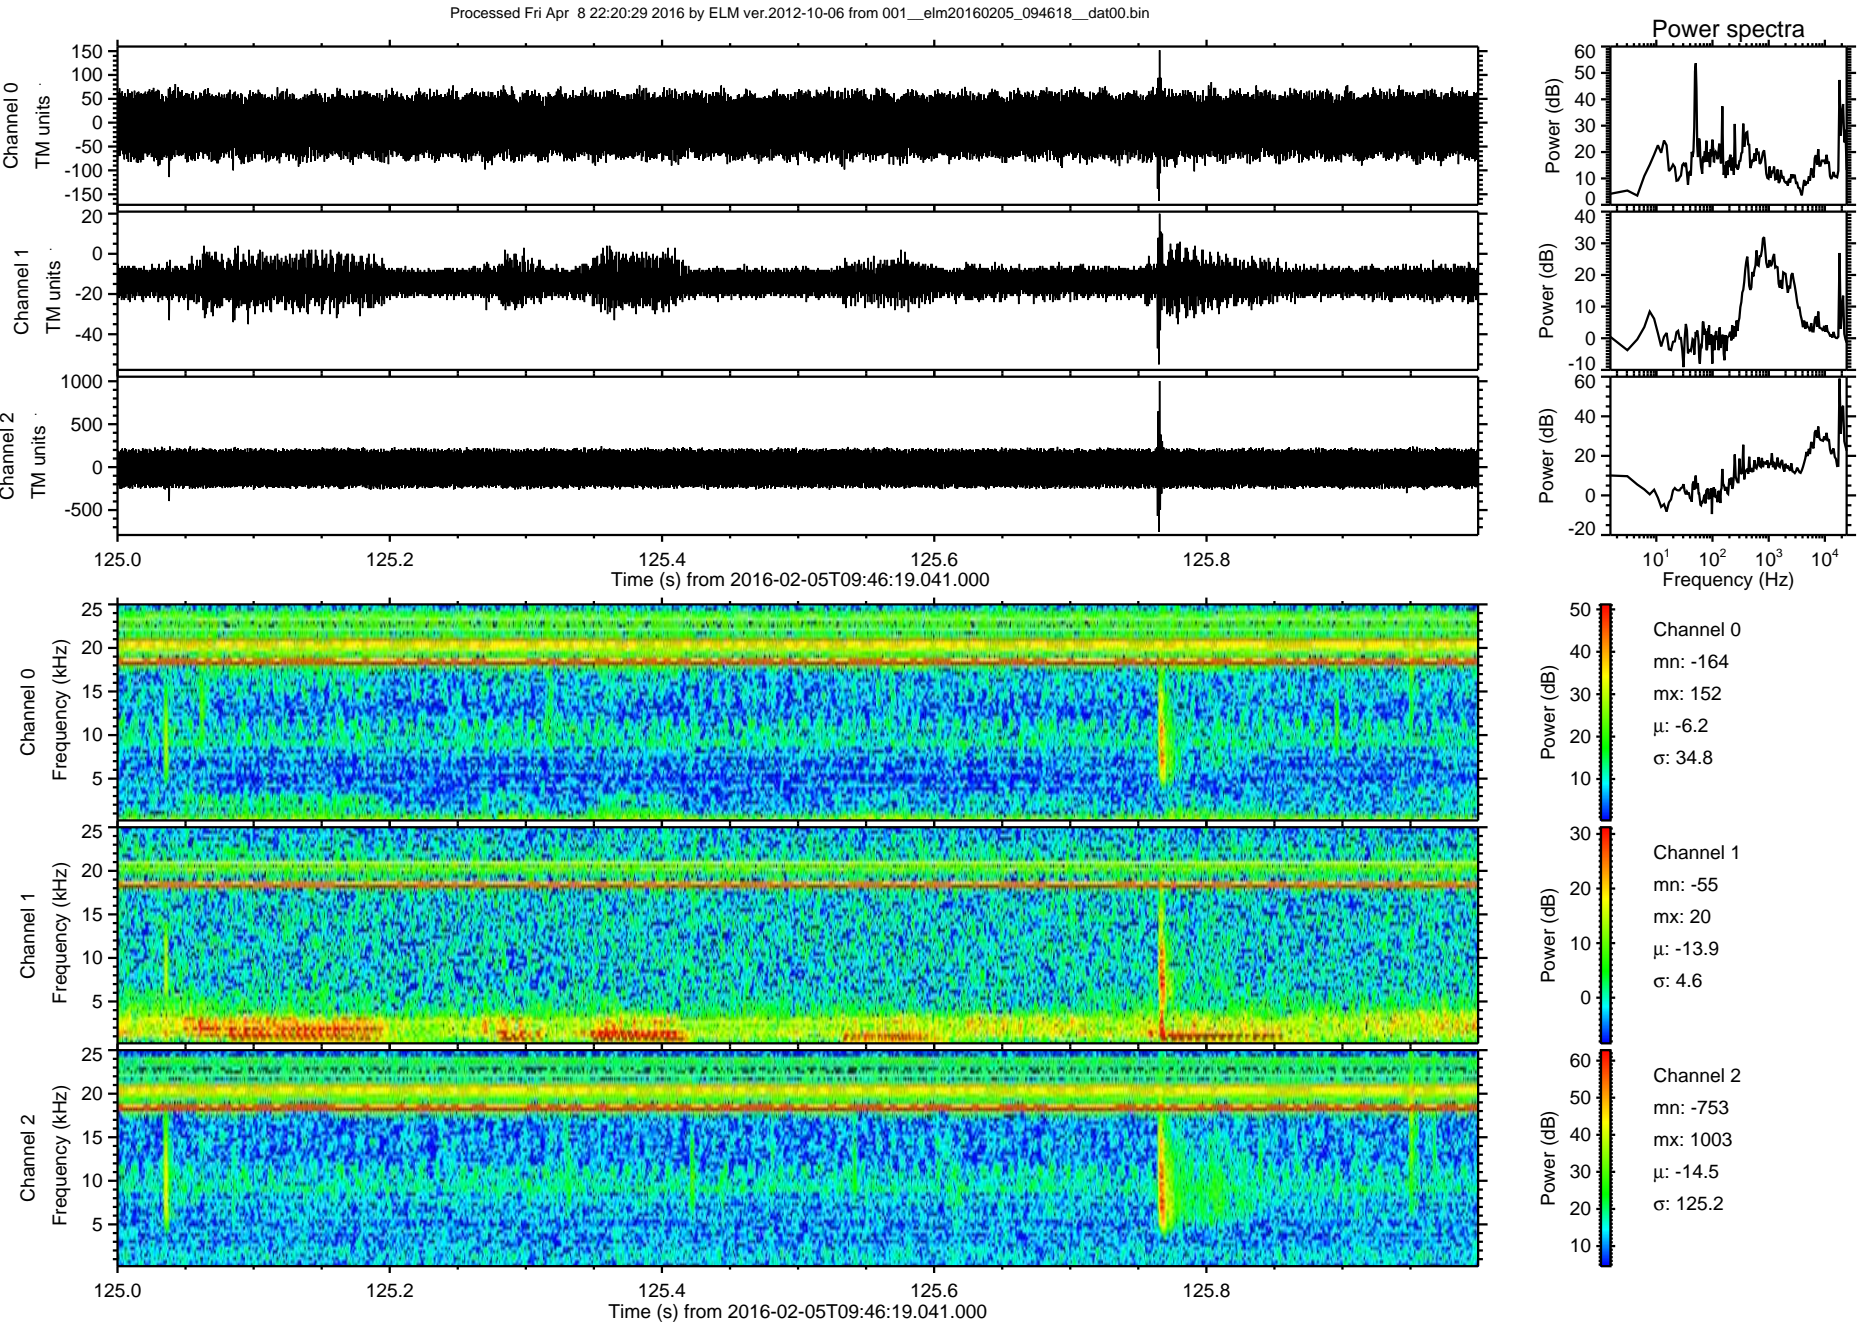 Processed Fri Apr  8 22:20:29 2016 by ELM ver.2012-10-06 from 001__elm20160205_094618__dat00.bin
Power spectra
Channel 0
TM units
150
100
50
0
-50
-100
-150
Power (dB)
60
50
40
30
20
10
0
Channel 1
TM units
20
0
-20
-40
Power (dB)
40
30
20
10
0
-10
Channel 2
TM units
1000
500
0
-500
Power (dB)
60
40
20
0
-20
125.0 125.2 125.4 125.6 125.8
Time (s) from 2016-02-05T09:46:19.041.000
10^1 10^2 10^3 10^4
Frequency (Hz)
Channel 0
Frequency (kHz)
25
20
15
10
5
Power (dB)
50
40
30
20
10
Channel 0
mn: -164
mx: 152
μ: -6.2
σ: 34.8
Channel 1
Frequency (kHz)
25
20
15
10
5
Power (dB)
30
20
10
0
Channel 1
mn: -55
mx: 20
μ: -13.9
σ: 4.6
Channel 2
Frequency (kHz)
25
20
15
10
5
Power (dB)
60
50
40
30
20
10
Channel 2
mn: -753
mx: 1003
μ: -14.5
σ: 125.2
125.0 125.2 125.4 125.6 125.8
Time (s) from 2016-02-05T09:46:19.041.000